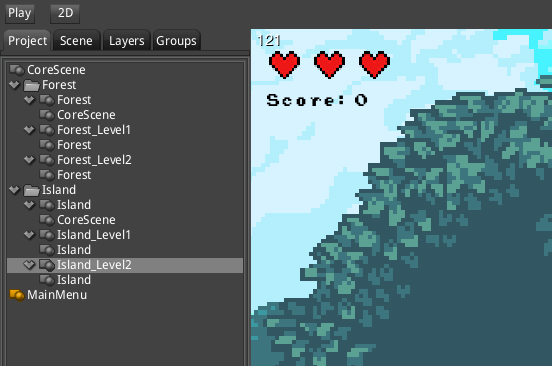 Play 2D
Project Scene Layers Groups
CoreScene
Forest
Forest
CoreScene
Forest_Level1
Forest
Forest_Level2
Forest
Island
Island
CoreScene
Island_Level1
Island
Island_Level2
Island
MainMenu
121
Score: 0